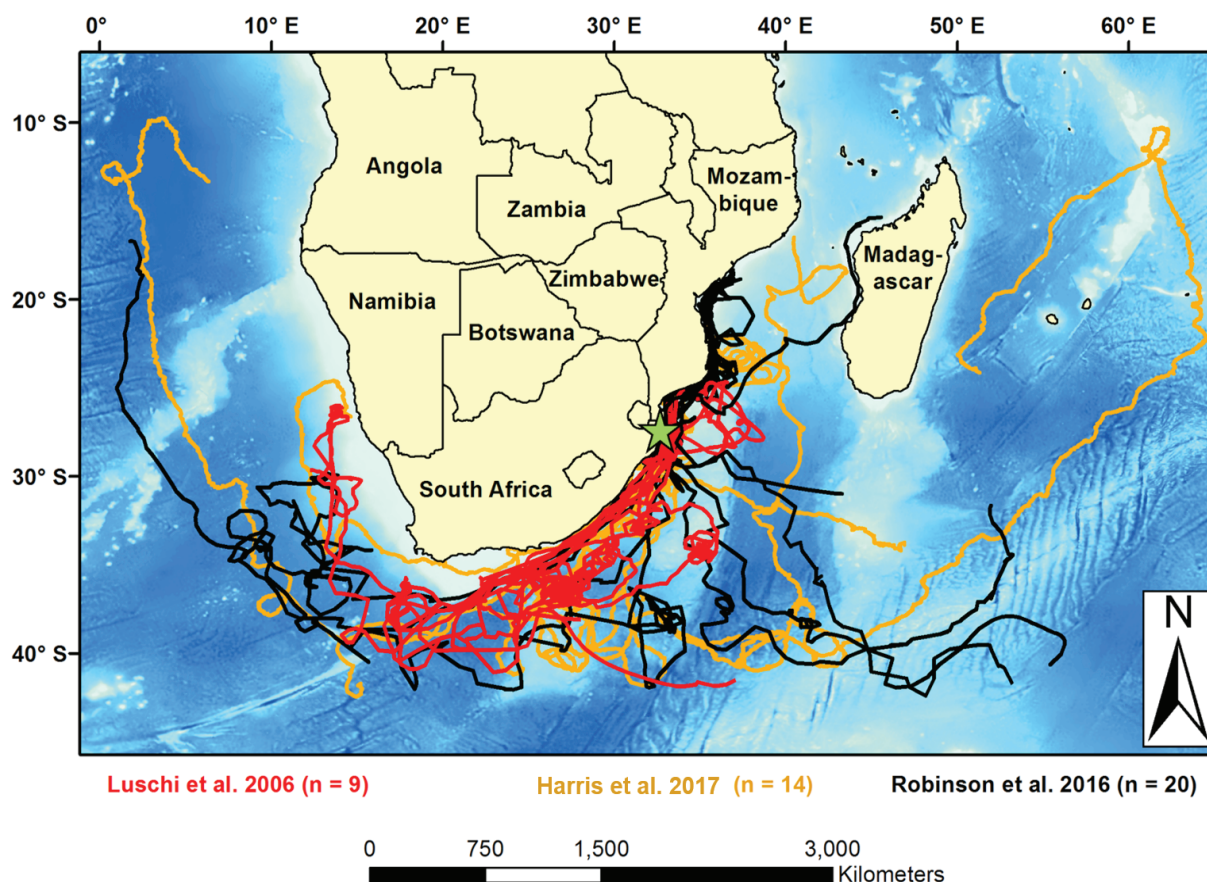 0° 10° E 20° E 30° E 40° E 50° E 60° E
10° S
Angola
Mozam-
bique
Zambia
Madag-
ascar
Zimbabwe
20° S
Namibia
Botswana
30° S
South Africa
N
40° S
Luschi et al. 2006 (n = 9) Harris et al. 2017 (n = 14) Robinson et al. 2016 (n = 20)
0 750 1,500 3,000
Kilometers